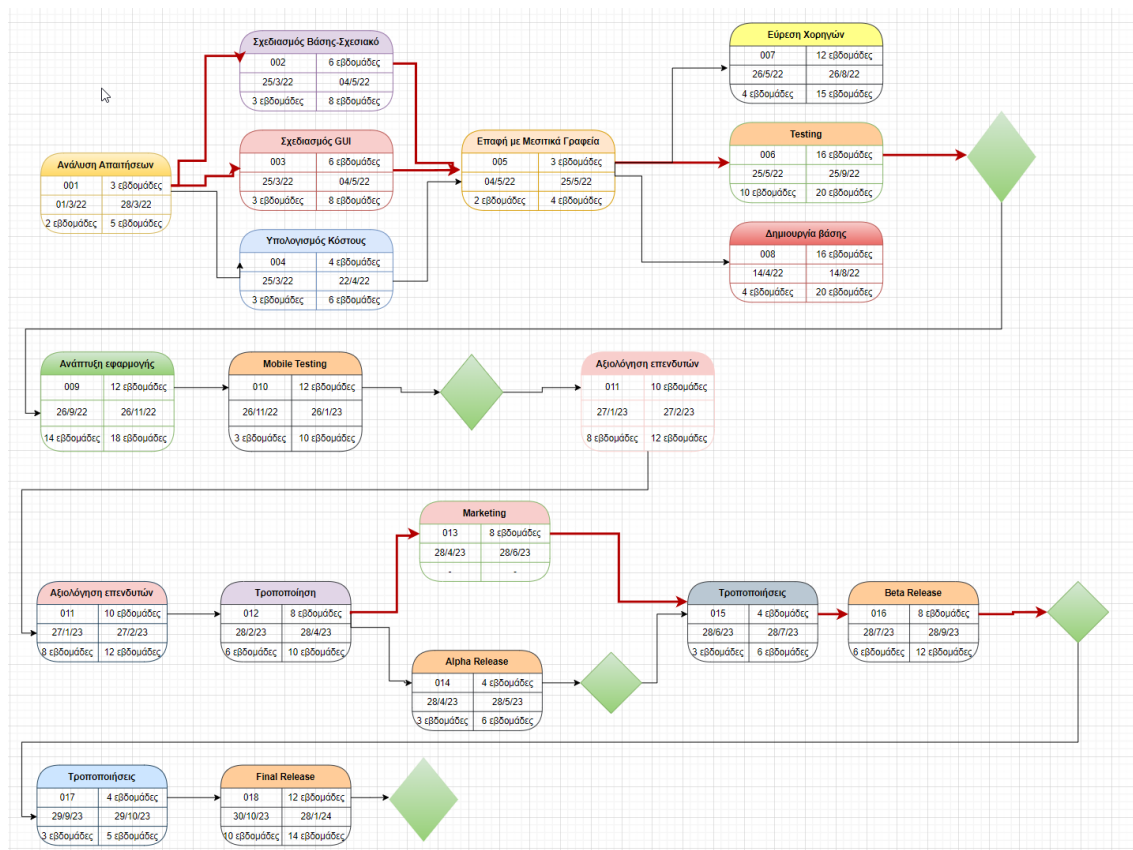 Σχεδιασμός Βάσης-Σχεσιακό
002 6 εβδομάδες
25/3/22 04/5/22
3 εβδομάδες 8 εβδομάδες
Εύρεση Χορηγών
007 12 εβδομάδες
26/5/22 26/8/22
4 εβδομάδες 15 εβδομάδες
Ανάλυση Απαιτήσεων
001 3 εβδομάδες
01/3/22 28/3/22
2 εβδομάδες 5 εβδομάδες
Σχεδιασμός GUI
003 6 εβδομάδες
25/3/22 04/5/22
3 εβδομάδες 8 εβδομάδες
Επαφή με Μεσιτικά Γραφεία
005 3 εβδομάδες
04/5/22 25/5/22
2 εβδομάδες 4 εβδομάδες
Testing
006 16 εβδομάδες
25/5/22 25/9/22
10 εβδομάδες 20 εβδομάδες
Υπολογισμός Κόστους
004 4 εβδομάδες
25/3/22 22/4/22
3 εβδομάδες 6 εβδομάδες
Δημιουργία βάσης
008 16 εβδομάδες
14/4/22 14/8/22
4 εβδομάδες 20 εβδομάδες
Ανάπτυξη εφαρμογής
009 12 εβδομάδες
26/9/22 26/11/22
14 εβδομάδες 18 εβδομάδες
Mobile Testing
010 12 εβδομάδες
26/11/22 26/1/23
3 εβδομάδες 10 εβδομάδες
Αξιολόγηση επενδυτών
011 10 εβδομάδες
27/1/23 27/2/23
8 εβδομάδες 12 εβδομάδες
Marketing
013 8 εβδομάδες
28/4/23 28/6/23
- -
Αξιολόγηση επενδυτών
011 10 εβδομάδες
27/1/23 27/2/23
8 εβδομάδες 12 εβδομάδες
Τροποποίηση
012 8 εβδομάδες
28/2/23 28/4/23
6 εβδομάδες 10 εβδομάδες
Alpha Release
014 4 εβδομάδες
28/4/23 28/5/23
3 εβδομάδες 6 εβδομάδες
Τροποποιήσεις
015 4 εβδομάδες
28/6/23 28/7/23
3 εβδομάδες 6 εβδομάδες
Beta Release
016 8 εβδομάδες
28/7/23 28/9/23
6 εβδομάδες 12 εβδομάδες
Τροποποιήσεις
017 4 εβδομάδες
29/9/23 29/10/23
3 εβδομάδες 5 εβδομάδες
Final Release
018 12 εβδομάδες
30/10/23 28/1/24
10 εβδομάδες 14 εβδομάδες